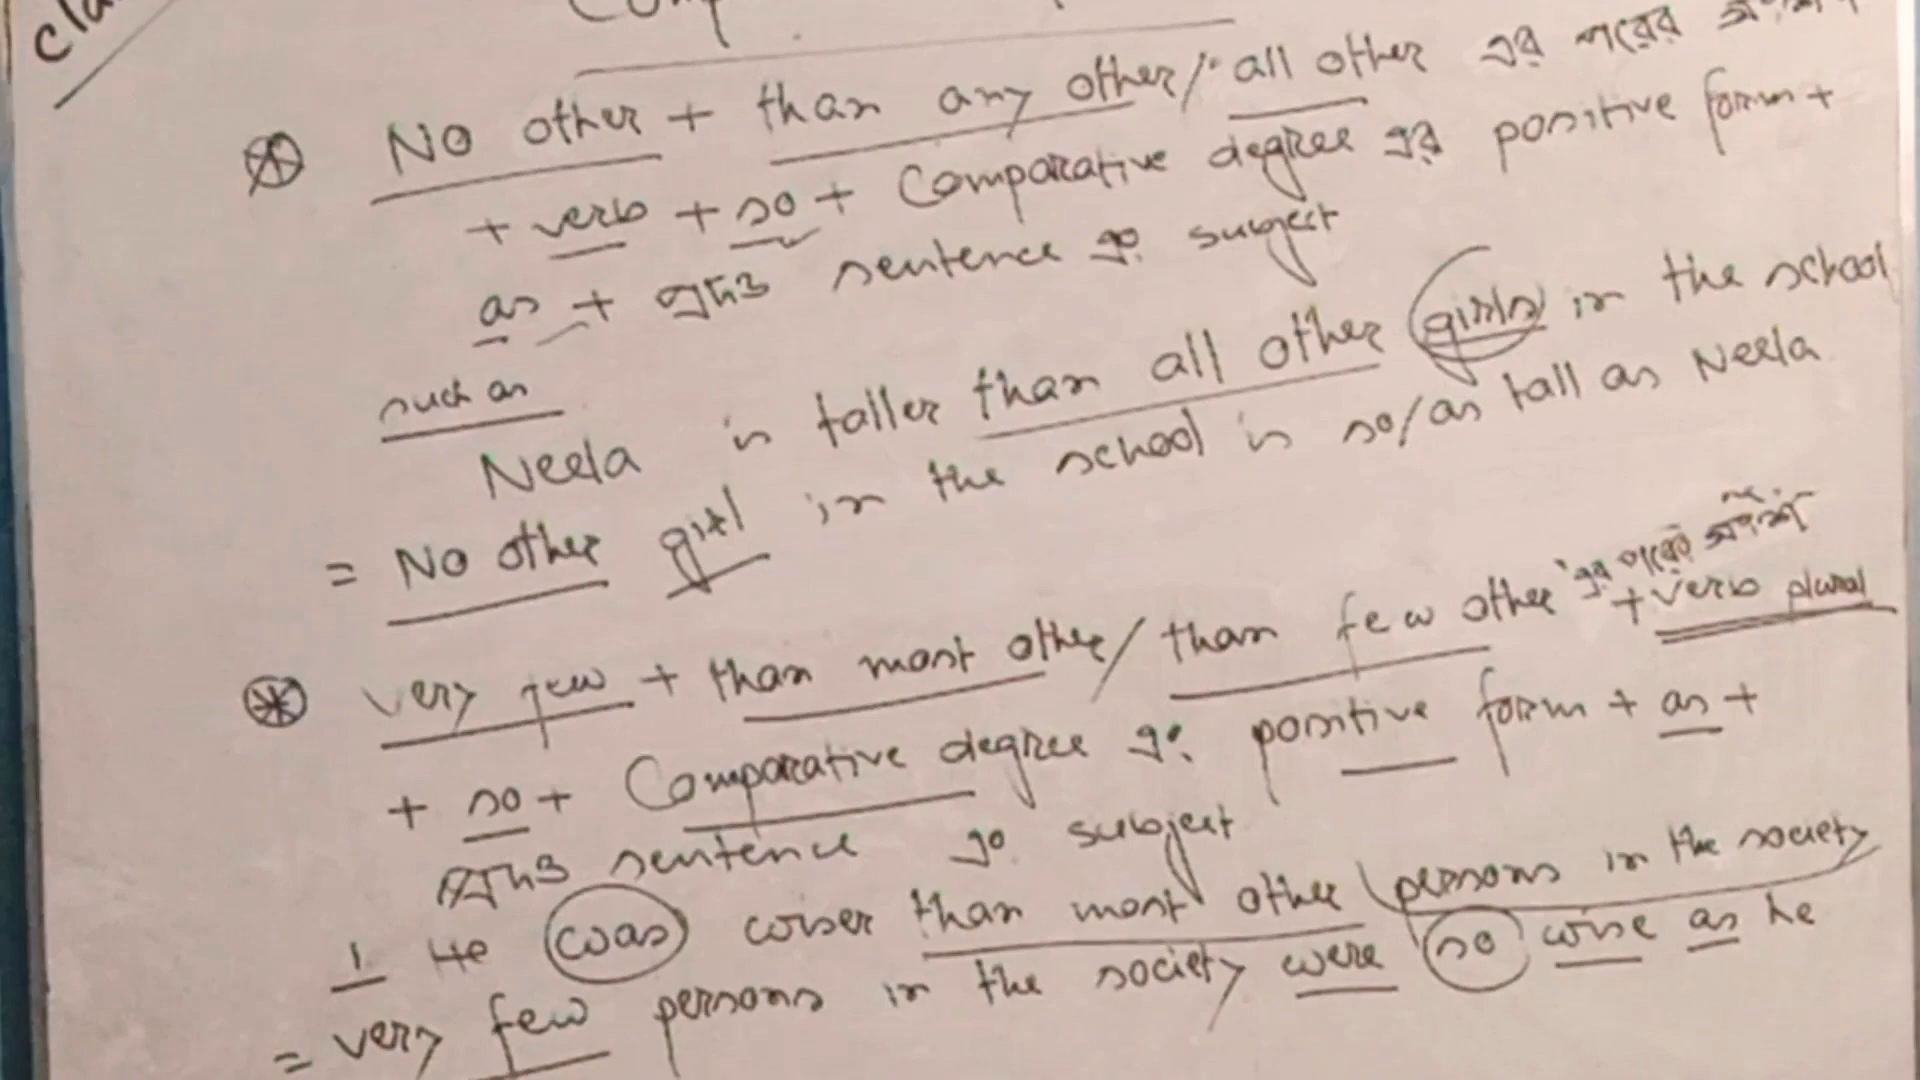 No other + than any other / all other এর পরের অংশ
+ verb + so + Comparative degree এর positive form +
as + প্রদত্ত sentence এর subject
such as
Neela is taller than all other girls in the school
= No other girl in the school is so/as tall as Neela
very few + than most other / than few other এর পরের অংশ
+ verb plural
+ so + Comparative degree এর positive form + as +
প্রদত্ত sentence এর subject
1 He was wiser than most other persons in the society
= very few persons in the society were so wise as he